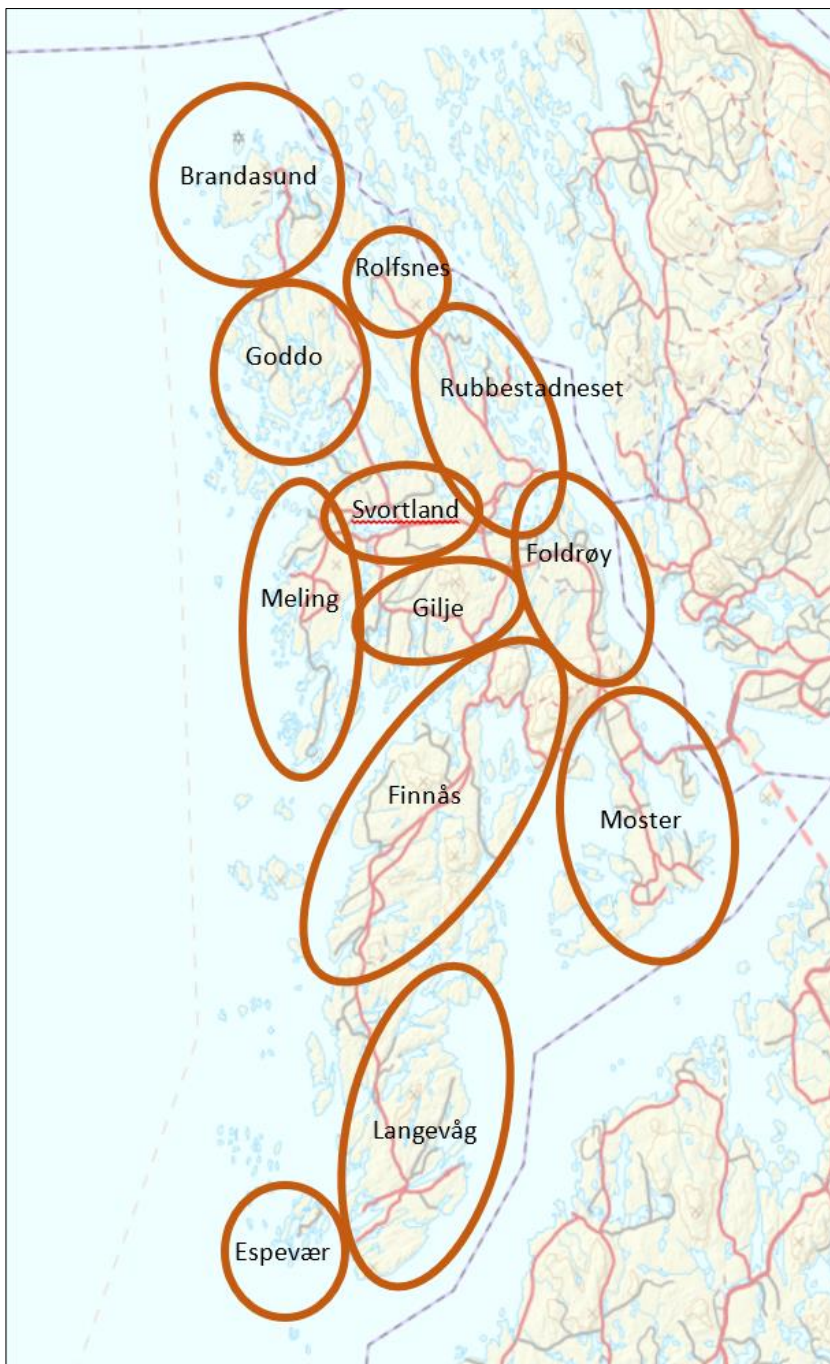 Brandasund
Rolfsnes
Goddo
Rubbestadneset
Svortland
Foldrøy
Meling
Gilje
Finnås
Moster
Langevåg
Espevær